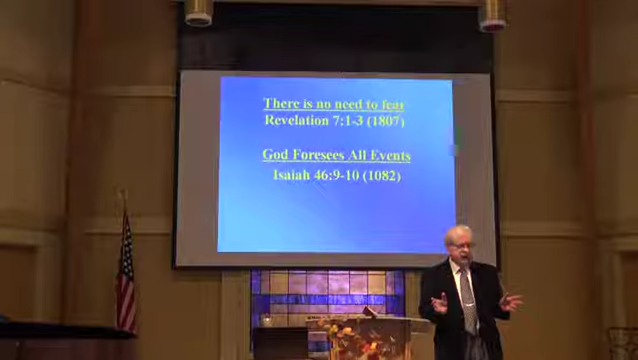 There is no need to fear
Revelation 7:1-3 (1807)
God Foresees All Events
Isaiah 46:9-10 (1082)